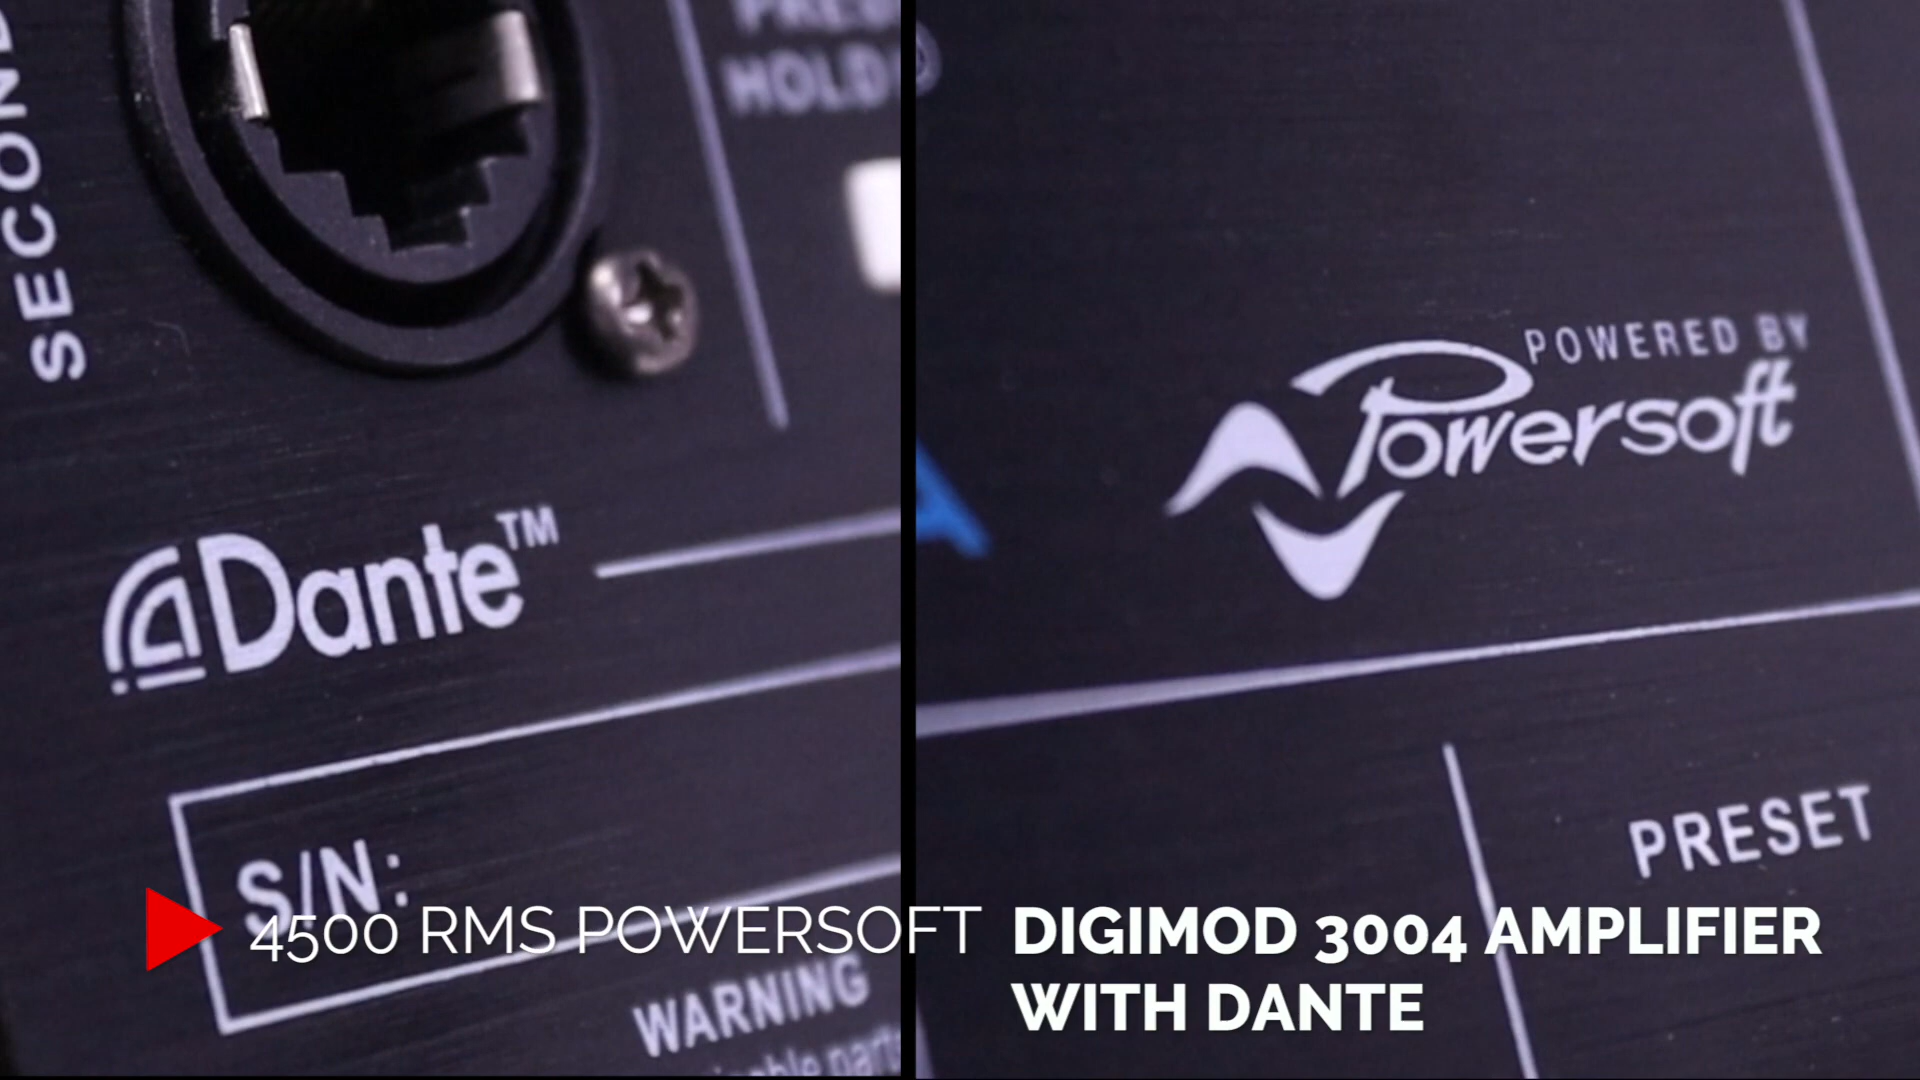 SECOND
HOLD
POWERED BY
Powersoft
Dante™
S/N:
PRESET
4500 RMS POWERSOFT DIGIMOD 3004 AMPLIFIER
WITH DANTE
WARNING